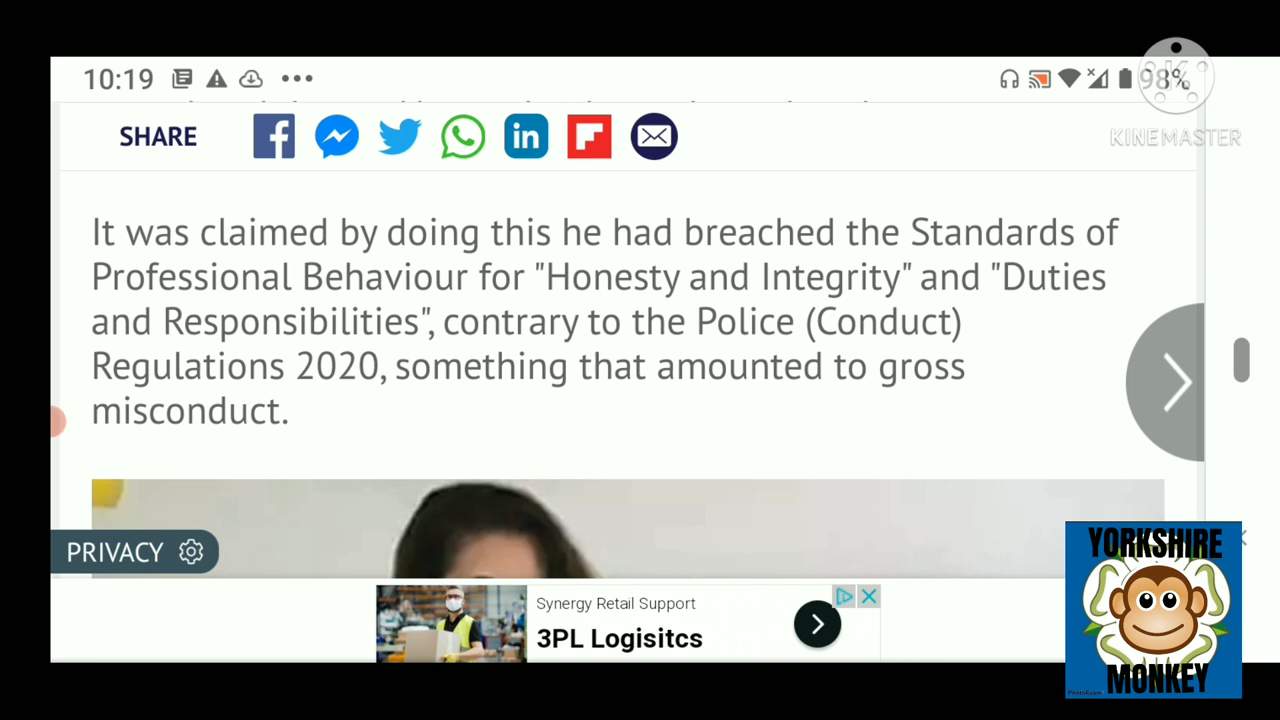 10:19
98%
KINEMASTER
SHARE
It was claimed by doing this he had breached the Standards of
Professional Behaviour for "Honesty and Integrity" and "Duties
and Responsibilities", contrary to the Police (Conduct)
Regulations 2020, something that amounted to gross
misconduct.
PRIVACY
Synergy Retail Support
3PL Logisitcs
YORKSHIRE
MONKEY
PhotoRoom